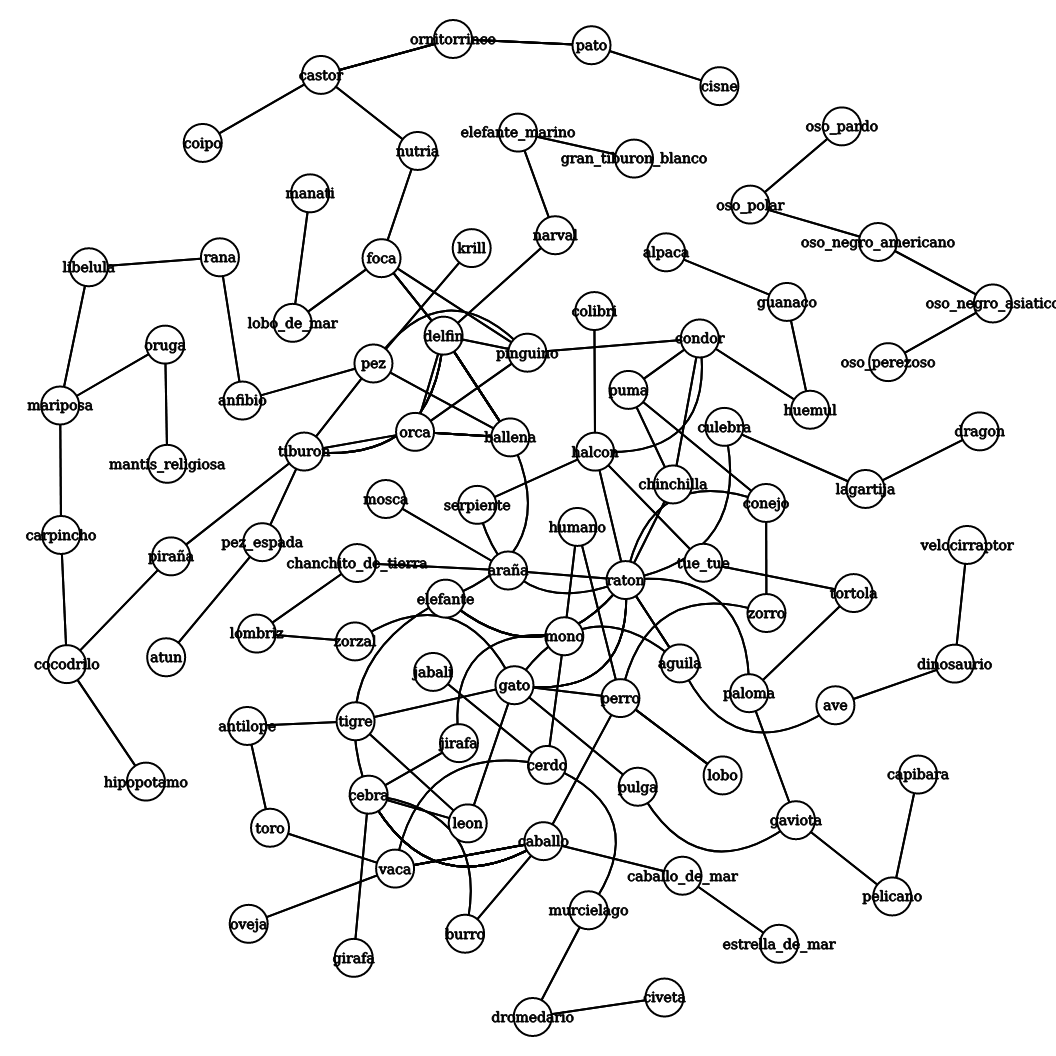 ornitorrinco
pato
castor
cisne
oso_pardo
elefante_marino
coipo
nutria
gran_tiburon_blanco
manati
oso_polar
narval
oso_negro_americano
krill
alpaca
rana
foca
libelula
guanaco
oso_negro_asiatico
colibri
lobo_de_mar
delfin
condor
oruga
pinguino
pez
oso_perezoso
puma
anfibio
mariposa
huemul
culebra
dragon
orca
ballena
tiburon
halcon
mantis_religiosa
chinchilla
lagartija
mosca
conejo
serpiente
humano
carpincho
pez_espada
velocirraptor
piraña
chanchito_de_tierra
tue_tue
araña
raton
tortola
elefante
zorro
lombriz
mono
zorzal
atun
cocodrilo
aguila
dinosaurio
jabali
gato
paloma
perro
ave
tigre
antilope
jirafa
cerdo
lobo
capibara
hipopotamo
pulga
cebra
gaviota
leon
toro
caballo
vaca
caballo_de_mar
pelicano
murcielago
oveja
burro
estrella_de_mar
girafa
civeta
dromedario